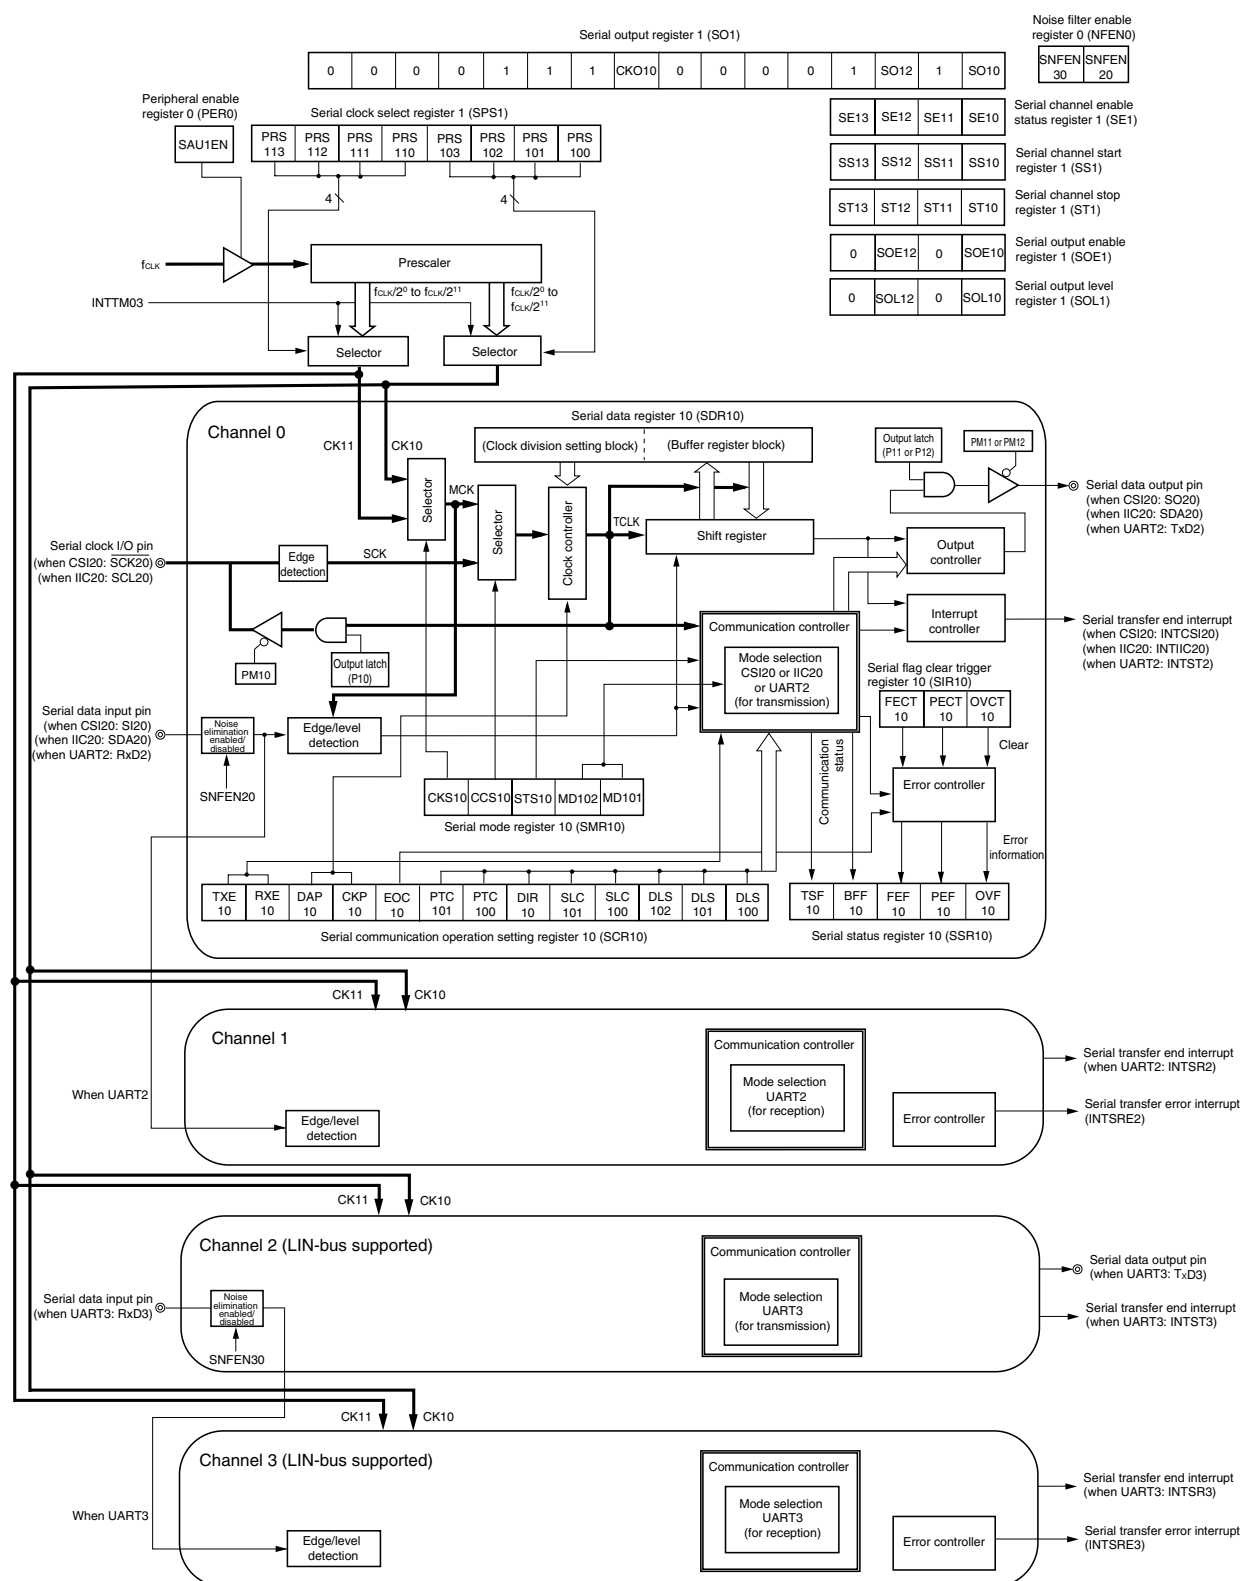 Serial output register 1 (SO1)
0 0 0 0 1 1 1 CKO10 0 0 0 0 1 SO12 1 SO10
Noise filter enable
register 0 (NFEN0)
SNFEN
30
SNFEN
20
Peripheral enable
register 0 (PER0)
SAU1EN
Serial clock select register 1 (SPS1)
PRS
113
PRS
112
PRS
111
PRS
110
PRS
103
PRS
102
PRS
101
PRS
100
SE13 SE12 SE11 SE10
Serial channel enable
status register 1 (SE1)
SS13 SS12 SS11 SS10
Serial channel start
register 1 (SS1)
ST13 ST12 ST11 ST10
Serial channel stop
register 1 (ST1)
0 SOE12 0 SOE10
Serial output enable
register 1 (SOE1)
0 SOL12 0 SOL10
Serial output level
register 1 (SOL1)
4
4
fCLK
Prescaler
INTTM03
fCLK/2⁰ to fCLK/2¹¹
fCLK/2⁰ to
fCLK/2¹¹
Selector
Selector
Channel 0
CK11
CK10
Serial data register 10 (SDR10)
(Clock division setting block)
(Buffer register block)
Selector
MCK
Selector
Clock controller
TCLK
Shift register
Output latch
(P11 or P12)
PM11 or PM12
Serial data output pin
(when CSI20: SO20)
(when IIC20: SDA20)
(when UART2: TxD2)
Output
controller
Serial clock I/O pin
(when CSI20: SCK20)
(when IIC20: SCL20)
Edge
detection
SCK
Interrupt
controller
Serial transfer end interrupt
(when CSI20: INTCSI20)
(when IIC20: INTIIC20)
(when UART2: INTST2)
Communication controller
Mode selection
CSI20 or IIC20
or UART2
(for transmission)
PM10
Output latch
(P10)
Serial flag clear trigger
register 10 (SIR10)
FECT
10
PECT
10
OVCT
10
Clear
Serial data input pin
(when CSI20: SI20)
(when IIC20: SDA20)
(when UART2: RxD2)
Noise
elimination
enabled/
disabled
SNFEN20
Edge/level
detection
CKS10 CCS10 STS10 MD102 MD101
Serial mode register 10 (SMR10)
Communication
status
Error controller
Error
information
TXE
10
RXE
10
DAP
10
CKP
10
EOC
10
PTC
101
PTC
100
DIR
10
SLC
101
SLC
100
DLS
102
DLS
101
DLS
100
Serial communication operation setting register 10 (SCR10)
TSF
10
BFF
10
FEF
10
PEF
10
OVF
10
Serial status register 10 (SSR10)
CK11
CK10
Channel 1
Communication controller
Mode selection
UART2
(for reception)
Serial transfer end interrupt
(when UART2: INTSR2)
When UART2
Edge/level
detection
Error controller
Serial transfer error interrupt
(INTSRE2)
CK11
CK10
Channel 2 (LIN-bus supported)
Communication controller
Mode selection
UART3
(for transmission)
Serial data output pin
(when UART3: TxD3)
Serial data input pin
(when UART3: RxD3)
Noise
elimination
enabled/
disabled
SNFEN30
Serial transfer end interrupt
(when UART3: INTST3)
CK11
CK10
Channel 3 (LIN-bus supported)
Communication controller
Mode selection
UART3
(for reception)
Serial transfer end interrupt
(when UART3: INTSR3)
When UART3
Edge/level
detection
Error controller
Serial transfer error interrupt
(INTSRE3)